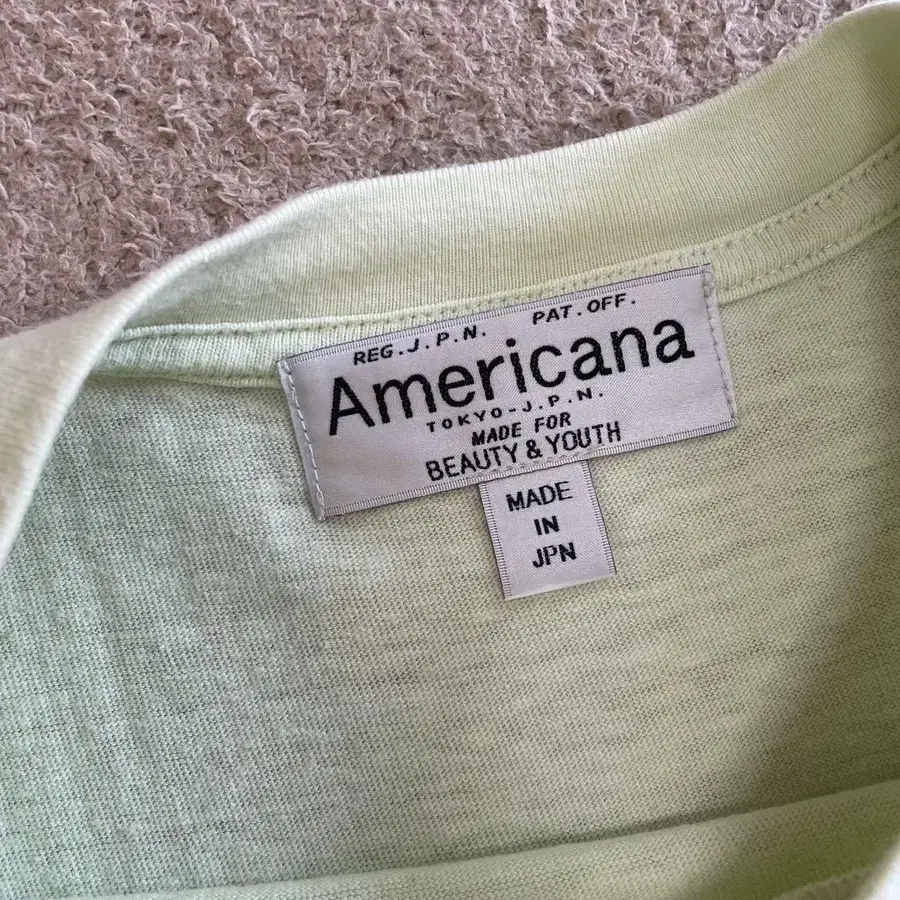 REG.J.P.N. PAT.OFF.
Americana
TOKYO-J.P.N.
MADE FOR
BEAUTY & YOUTH
MADE
IN
JPN